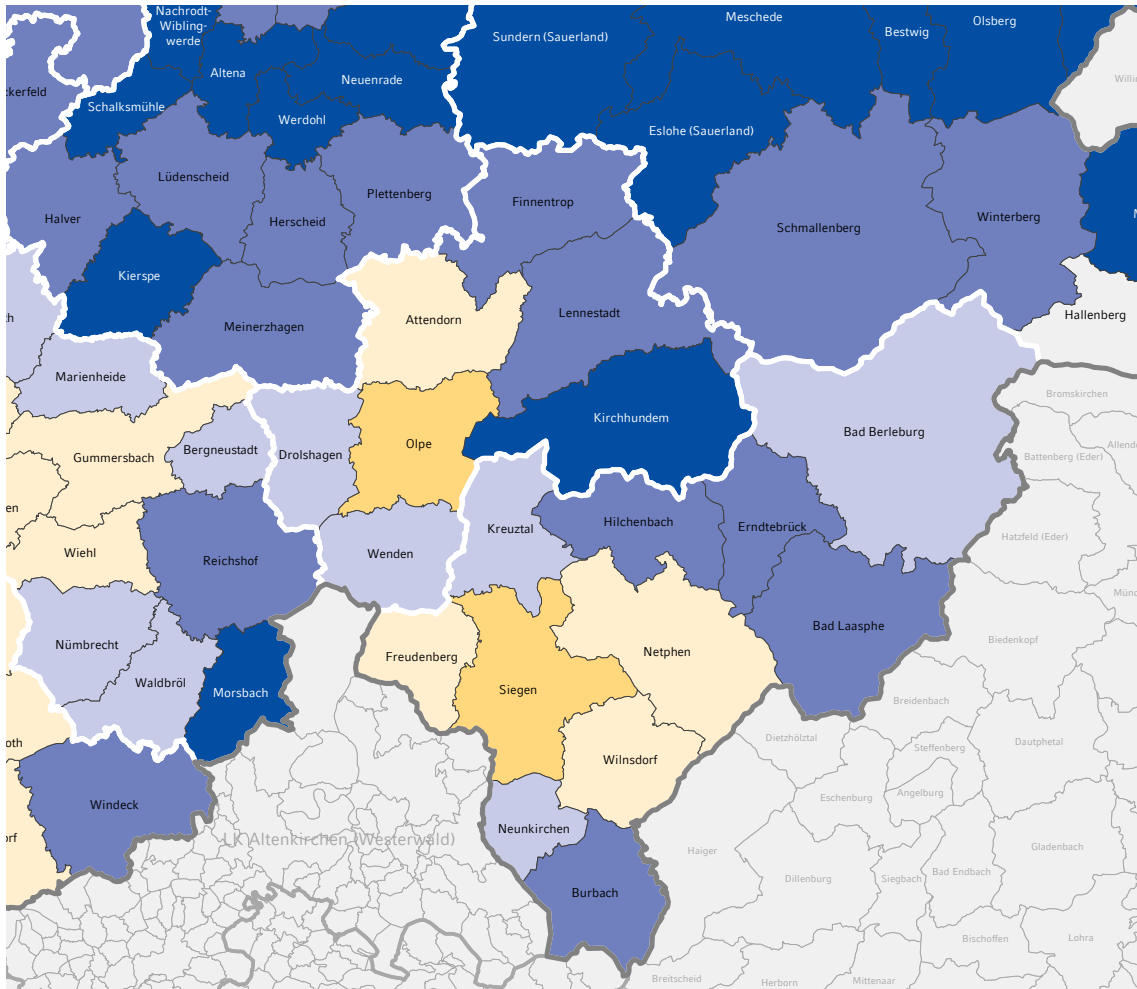 Nachrodt-
Wibling-
werde
Meschede
Olsberg
Bestwig
Sundern (Sauerland)
Altena
Neuenrade
ckerfeld
Schalksmühle
Werdohl
Eslohe (Sauerland)
Lüdenscheid
Plettenberg
Finnentrop
Halver
Herscheid
Schmallenberg
Winterberg
Kierspe
Meinerzhagen
Attendorn
Lennestadt
Hallenberg
Marienheide
Bromskirchen
Kirchhundem
Bad Berleburg
Olpe
Bergneustadt
Drolshagen
Gummersbach
Battenberg (Eder)
en
Kreuztal
Hilchenbach
Erndtebrück
Wiehl
Wenden
Reichshof
Hatzfeld (Eder)
Bad Laasphe
Biedenkopf
Nümbrecht
Freudenberg
Netphen
Waldbröl
Morsbach
Siegen
Breidenbach
oth
Dietzhölztal
Steffenberg
Dautphetal
Wilnsdorf
Angelburg
Eschenburg
Windeck
Neunkirchen
LK Altenkirchen (Westerwald)
Haiger
Gladenbach
Dillenburg
Siegbach
Bad Endbach
Burbach
Bischoffen
Lohra
Breitscheid
Herborn
Mittenaar